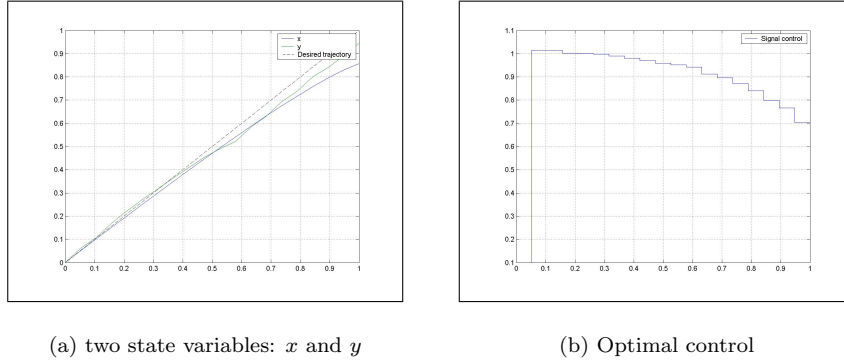 1
0.9
0.8
0.7
0.6
0.5
0.4
0.3
0.2
0.1
0
0 0.1 0.2 0.3 0.4 0.5 0.6 0.7 0.8 0.9 1
x
y
Desired trajectory
(a) two state variables: x and y
1.1
1
0.9
0.8
0.7
0.6
0.5
0.4
0.3
0.2
0.1
0 0.1 0.2 0.3 0.4 0.5 0.6 0.7 0.8 0.9 1
Signal control
(b) Optimal control